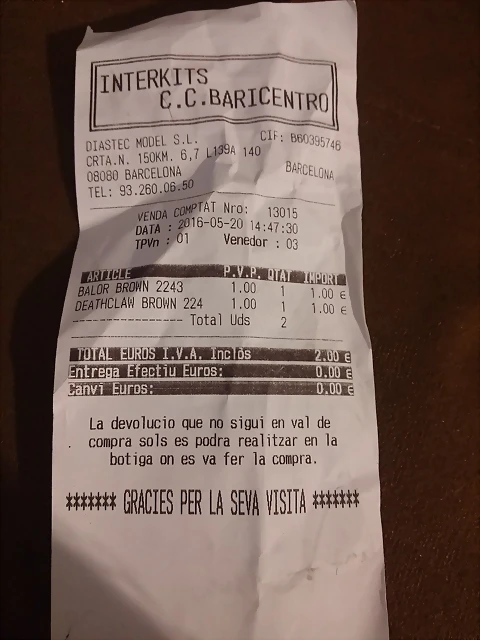 INTERKITS
C.C.BARICENTRO
DIASTEC MODEL S.L. CIF: B60395746
CRTA.N. 150KM. 6,7 L139A 140
08080 BARCELONA BARCELONA
TEL: 93.260.06.50
VENDA COMPTAT Nro: 13015
DATA : 2016-05-20 14:47:30
TPVn : 01 Venedor : 03
ARTICLE P.V.P. QTAT IMPORT
BALOR BROWN 2243 1.00 1 1.00 €
DEATHCLAW BROWN 224 1.00 1 1.00 €
---------------- Total Uds 2
TOTAL EUROS I.V.A. Inclòs 2.00 €
Entrega Efectiu Euros: 0.00 €
Canvi Euros: 0.00 €
La devolucio que no sigui en val de
compra sols es podra realitzar en la
botiga on es va fer la compra.
******* GRACIES PER LA SEVA VISITA *******